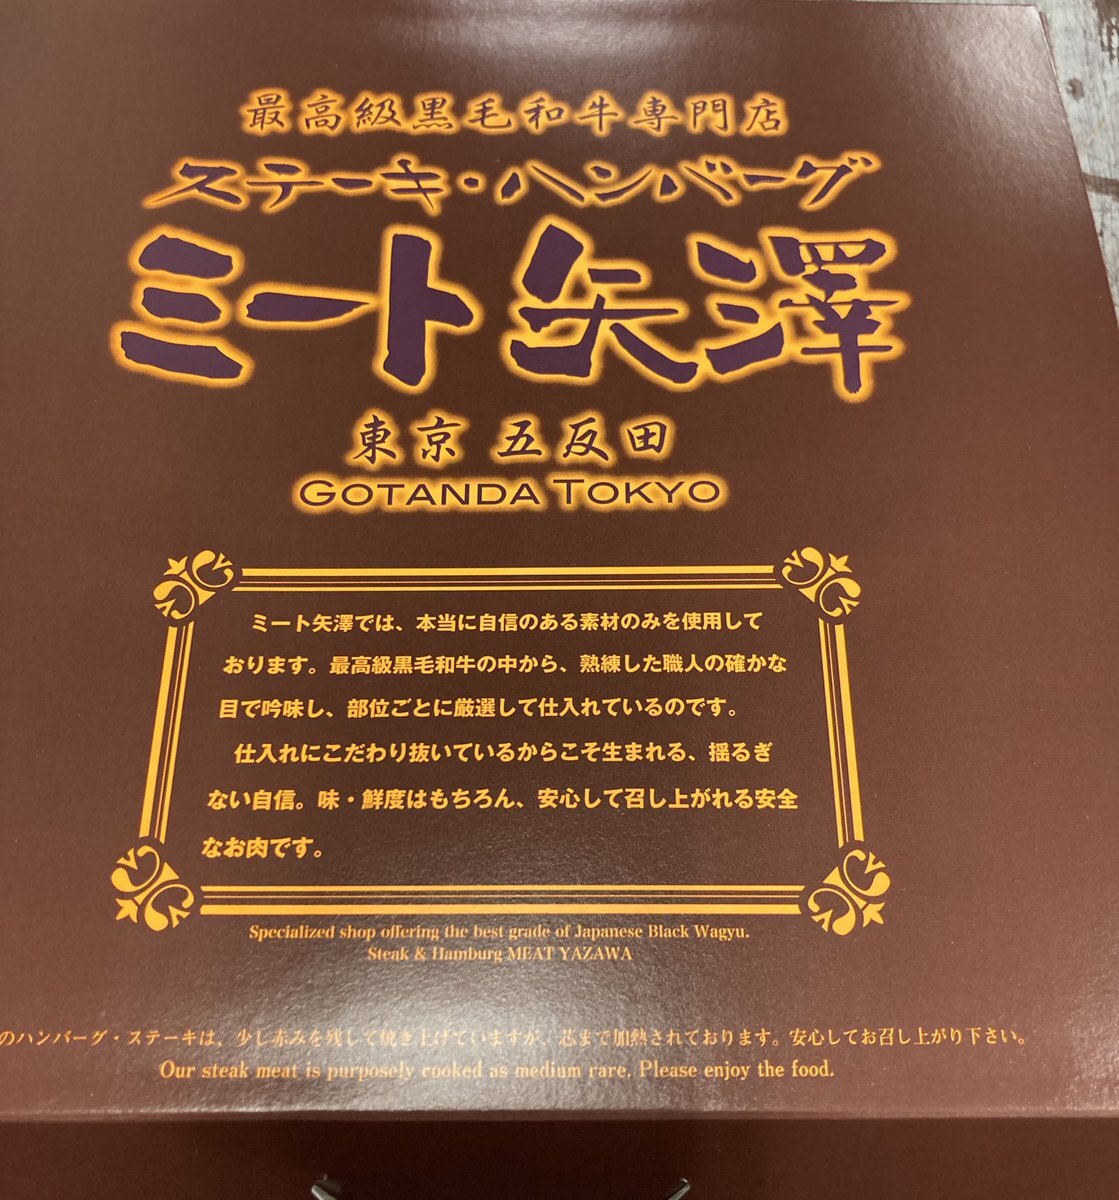 最高級黒毛和牛専門店
ステーキ・ハンバーグ
ミート矢澤
東京 五反田
GOTANDA TOKYO
ミート矢澤では、本当に自信のある素材のみを使用して
おります。最高級黒毛和牛の中から、熟練した職人の確かな
目で吟味し、部位ごとに厳選して仕入れているのです。
仕入れにこだわり抜いているからこそ生まれる、揺るぎ
ない自信。味・鮮度はもちろん、安心して召し上がれる安全
なお肉です。
Specialized shop offering the best grade of Japanese Black Wagyu.
Steak & Hamburg MEAT YAZAWA
のハンバーグ・ステーキは、少し赤みを残して焼き上げていますが、芯まで加熱されております。安心してお召し上がり下さい。
Our steak meat is purposely cooked as medium rare. Please enjoy the food.